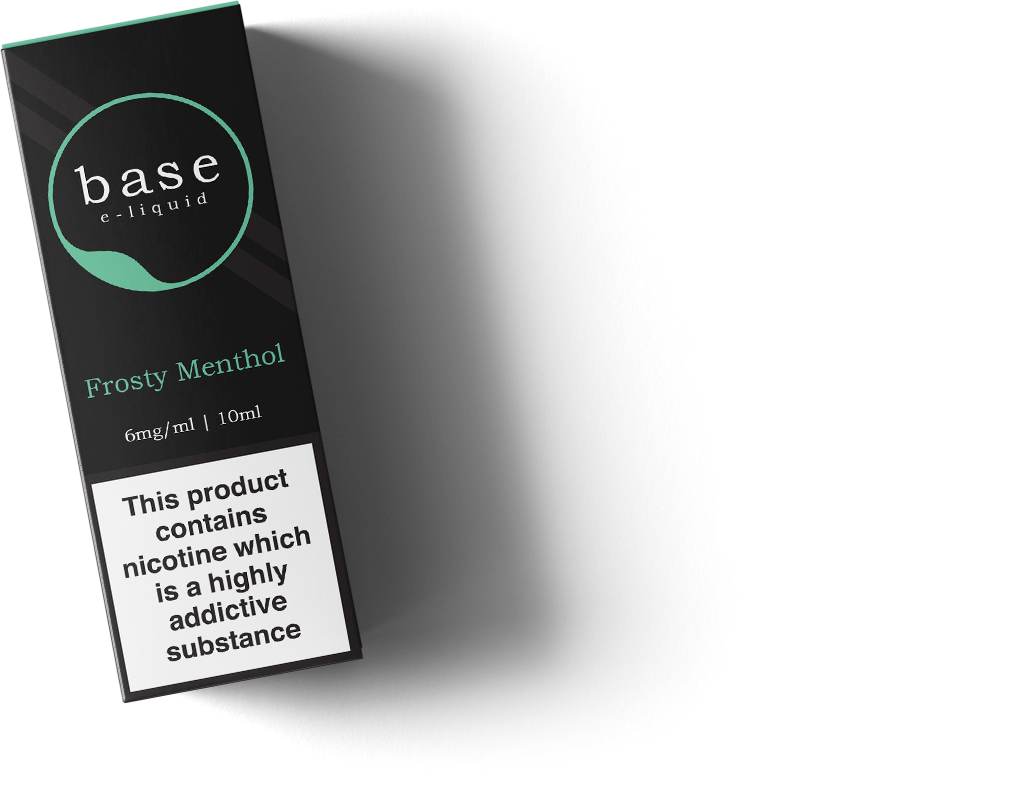 base
e-liquid
Frosty Menthol
6mg/ml | 10ml
This product
contains
nicotine which
is a highly
addictive
substance